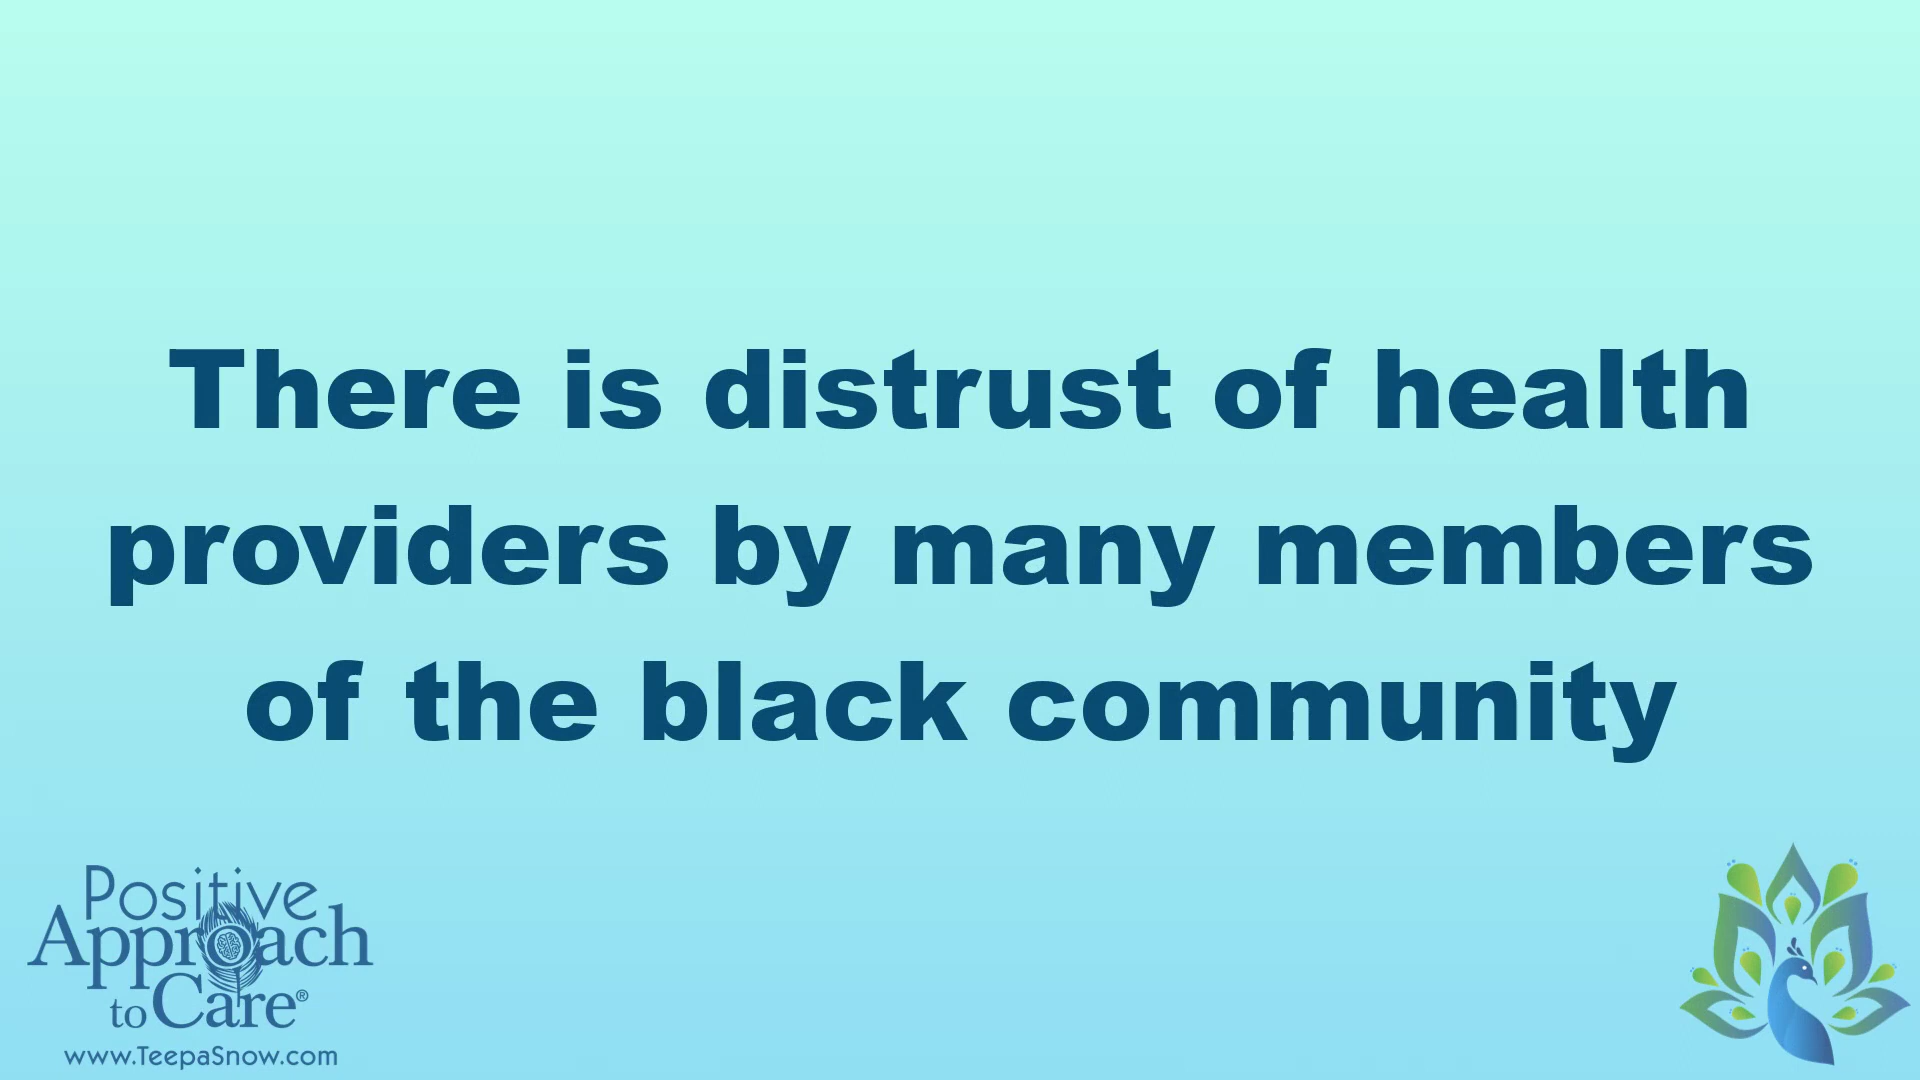 There is distrust of health
providers by many members
of the black community
Positive
Approach
to Care®
www.TeepaSnow.com